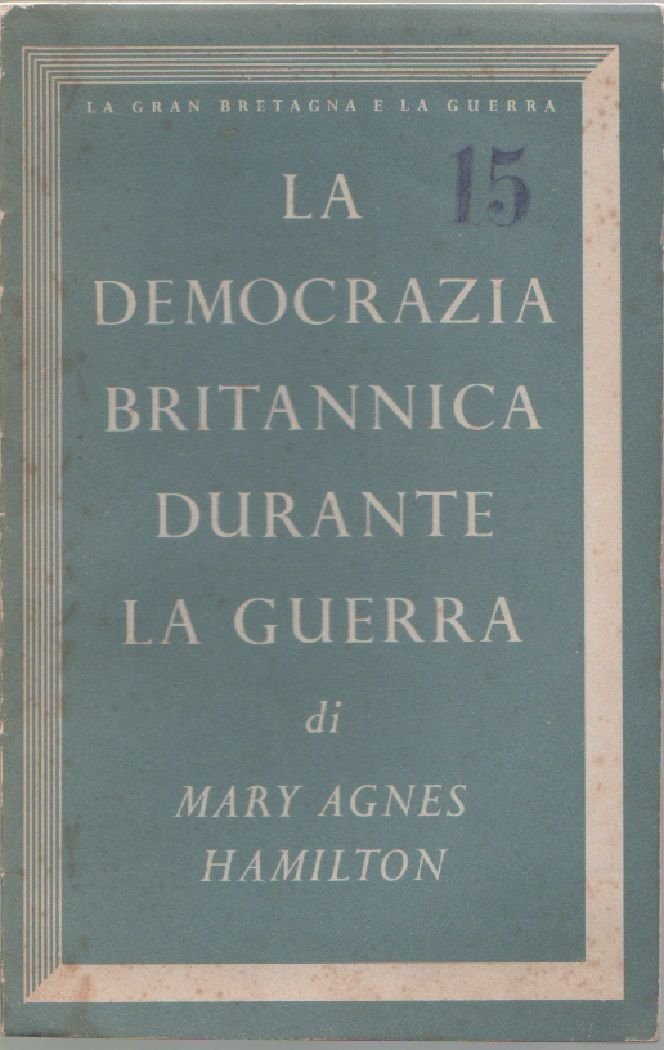 LA GRAN BRETAGNA E LA GUERRA
15
LA
DEMOCRAZIA
BRITANNICA
DURANTE
LA GUERRA
di
MARY AGNES
HAMILTON